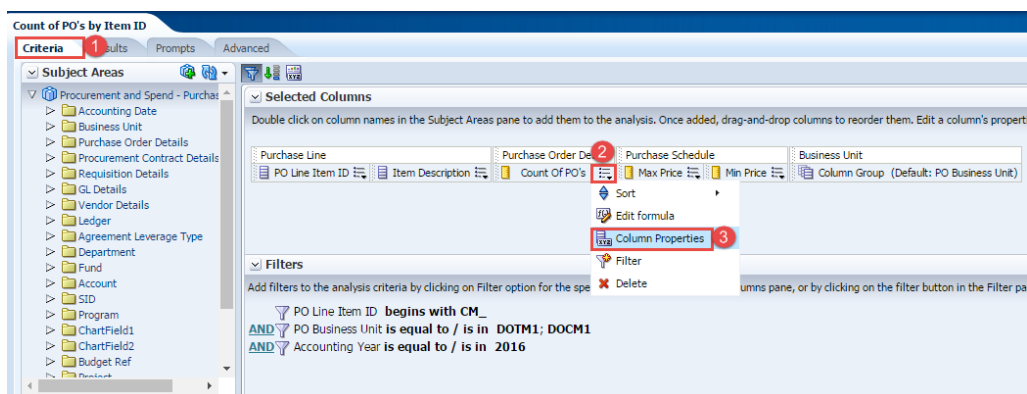 Count of PO's by Item ID
Criteria 1 sults Prompts Advanced
Subject Areas
Procurement and Spend - Purchas
Accounting Date
Business Unit
Purchase Order Details
Procurement Contract Details
Requisition Details
GL Details
Vendor Details
Ledger
Agreement Leverage Type
Department
Fund
Account
SID
Program
ChartField1
ChartField2
Budget Ref
Project
Selected Columns
Double click on column names in the Subject Areas pane to add them to the analysis. Once added, drag-and-drop columns to reorder them. Edit a column's properti
Purchase Line Purchase Order De 2 Purchase Schedule Business Unit
PO Line Item ID Item Description Count Of PO's Max Price Min Price Column Group (Default: PO Business Unit)
Sort
Edit formula
Column Properties 3
Filter
Delete
Filters
Add filters to the analysis criteria by clicking on Filter option for the spe umns pane, or by clicking on the filter button in the Filter pa
PO Line Item ID begins with CM_
AND PO Business Unit is equal to / is in DOTM1; DOCM1
AND Accounting Year is equal to / is in 2016